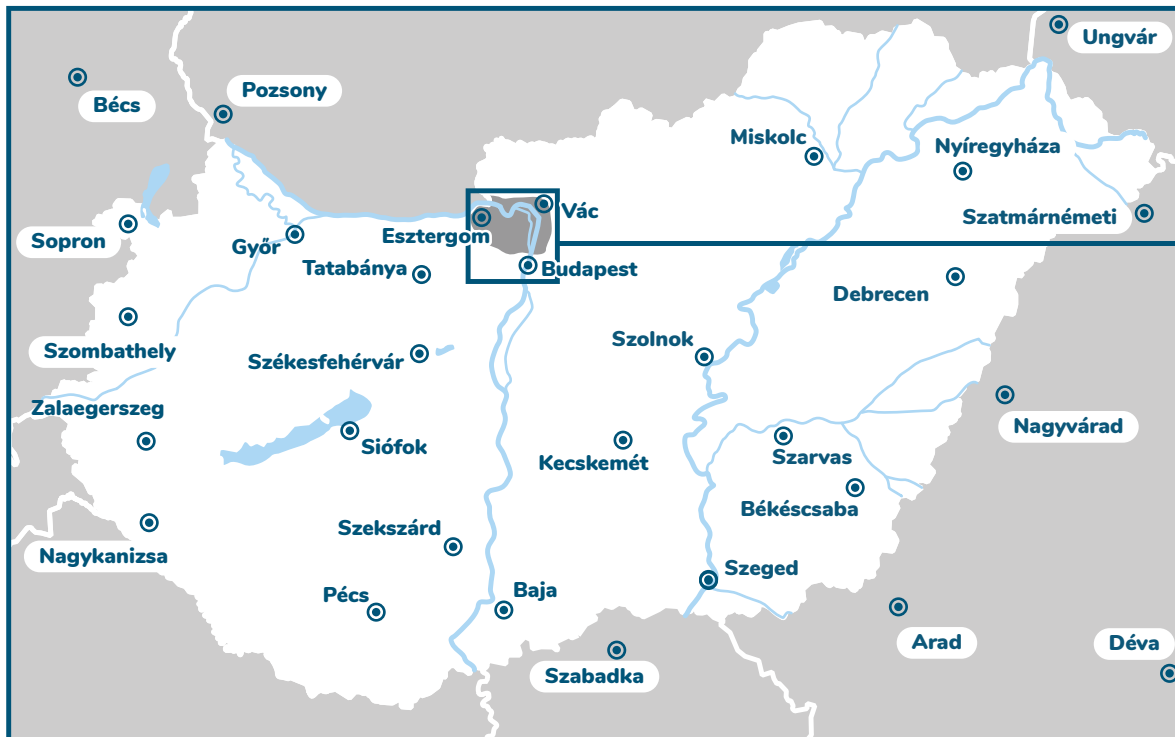 Ungvár
Bécs
Pozsony
Miskolc
Nyíregyháza
Vác
Szatmárnémeti
Sopron
Győr
Esztergom
Tatabánya
Budapest
Debrecen
Szombathely
Székesfehérvár
Szolnok
Zalaegerszeg
Siófok
Kecskemét
Szarvas
Nagyvárad
Békéscsaba
Szekszárd
Nagykanizsa
Szeged
Pécs
Baja
Arad
Déva
Szabadka